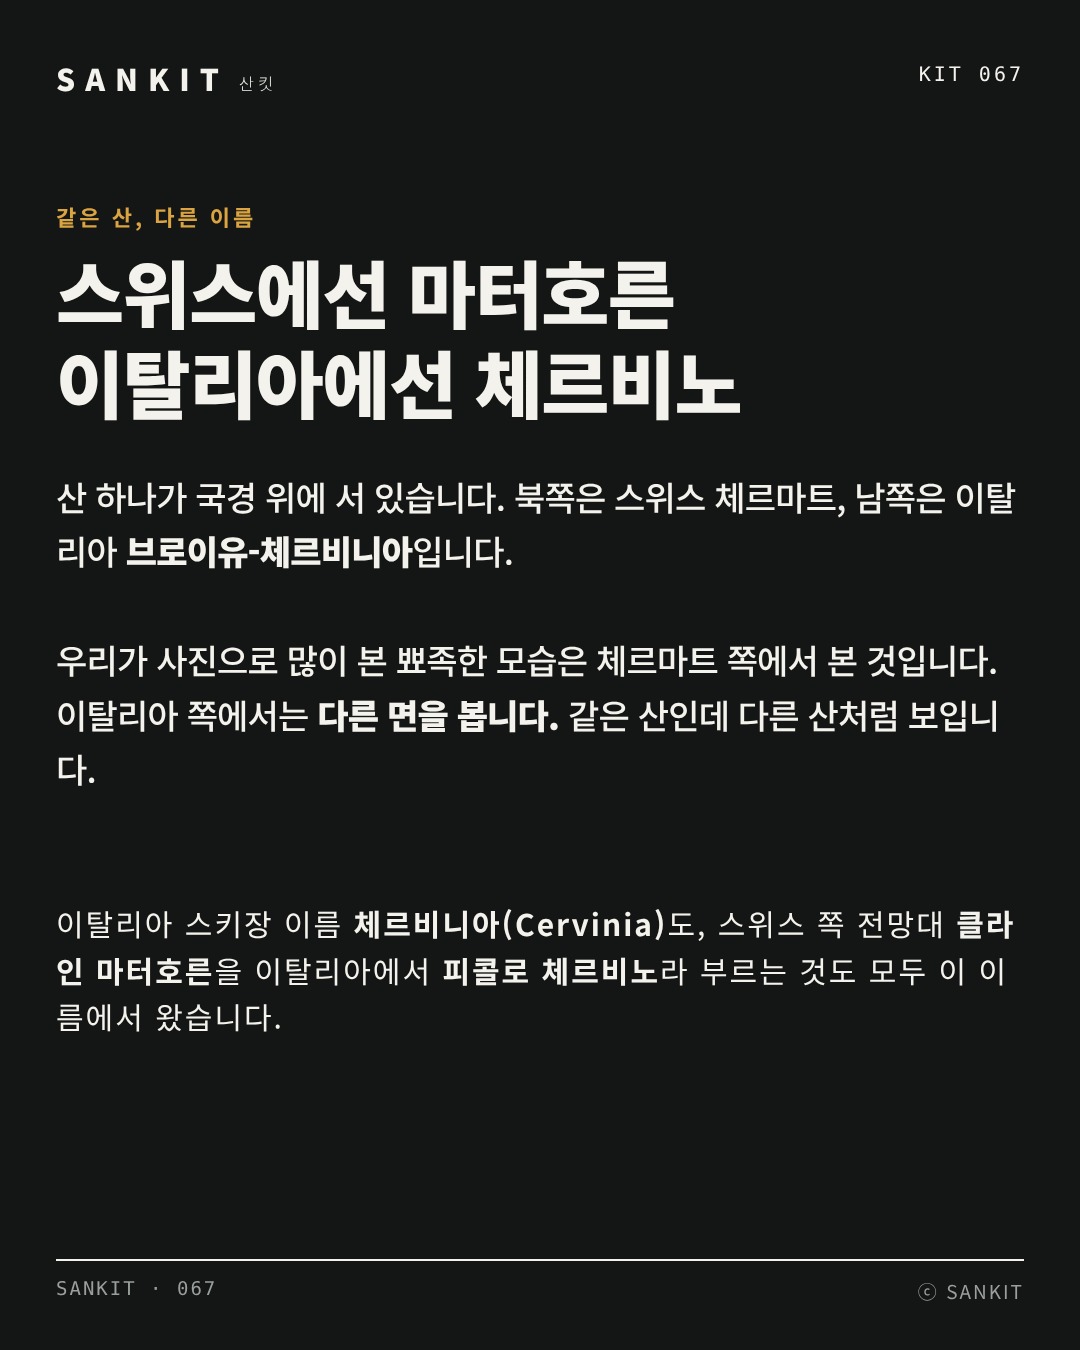 SANKIT 산킷
KIT 067
같은 산, 다른 이름
스위스에선 마터호른
이탈리아에선 체르비노
산 하나가 국경 위에 서 있습니다. 북쪽은 스위스 체르마트, 남쪽은 이탈
리아 브로이유-체르비니아입니다.
우리가 사진으로 많이 본 뾰족한 모습은 체르마트 쪽에서 본 것입니다.
이탈리아 쪽에서는 다른 면을 봅니다. 같은 산인데 다른 산처럼 보입니
다.
이탈리아 스키장 이름 체르비니아(Cervinia)도, 스위스 쪽 전망대 클라
인 마터호른을 이탈리아에서 피콜로 체르비노라 부르는 것도 모두 이 이
름에서 왔습니다.
SANKIT · 067
ⓒ SANKIT